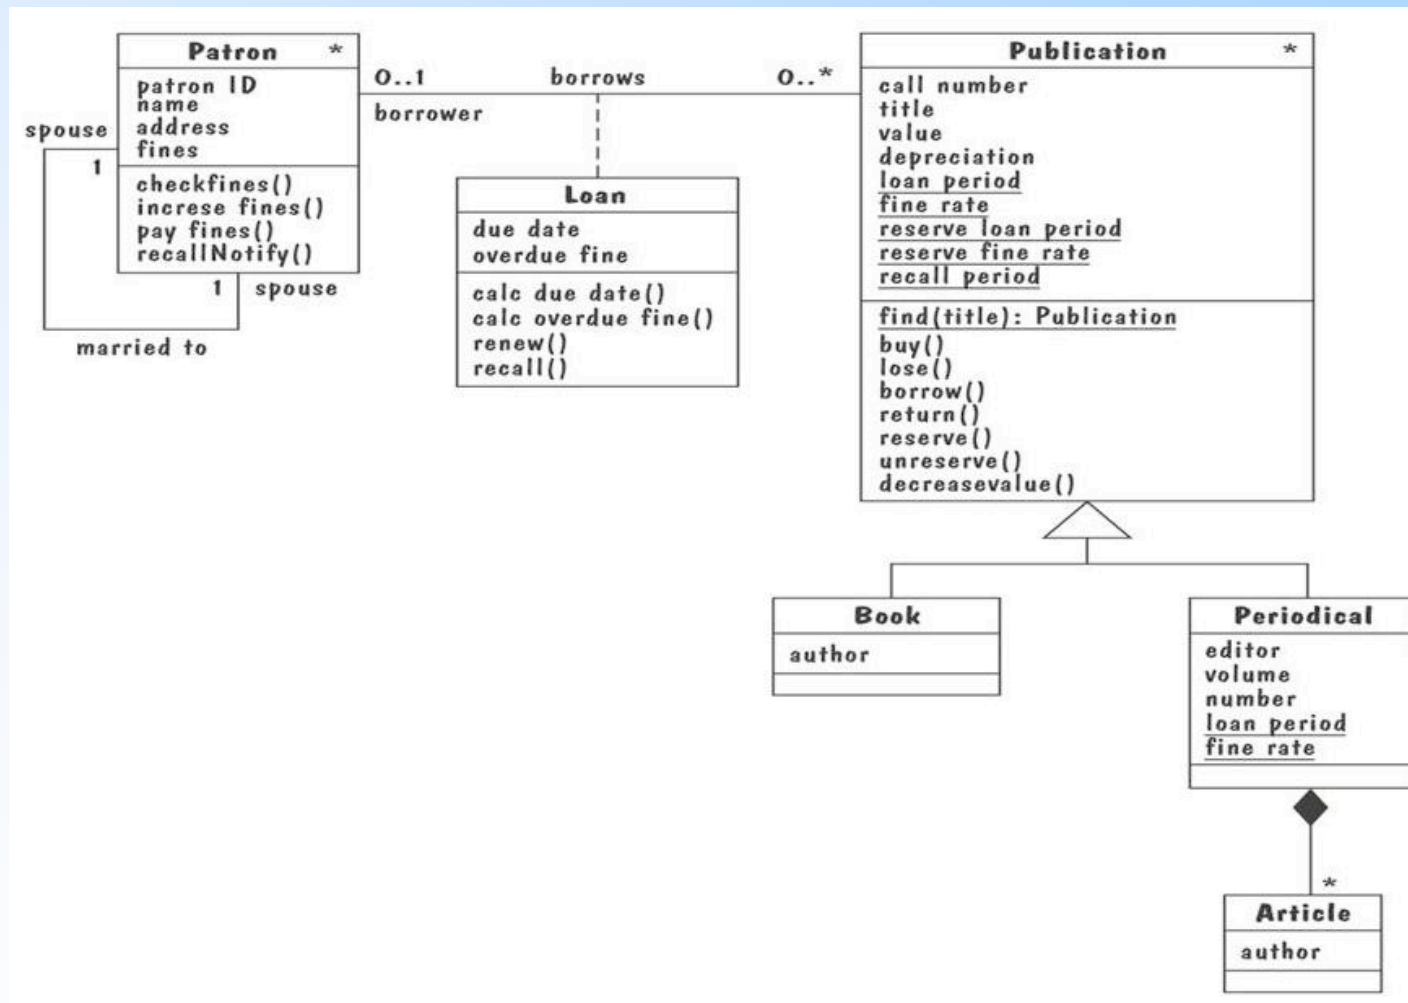 Patron *
patron ID
name
address
fines
checkfines()
increse fines()
pay fines()
recallNotify()
spouse
1
1
spouse
married to
0..1
borrows
0..*
borrower
Loan
due date
overdue fine
calc due date()
calc overdue fine()
renew()
recall()
Publication *
call number
title
value
depreciation
loan period
fine rate
reserve loan period
reserve fine rate
recall period
find(title): Publication
buy()
lose()
borrow()
return()
reserve()
unreserve()
decreasevalue()
Book
author
Periodical
editor
volume
number
loan period
fine rate
*
Article
author